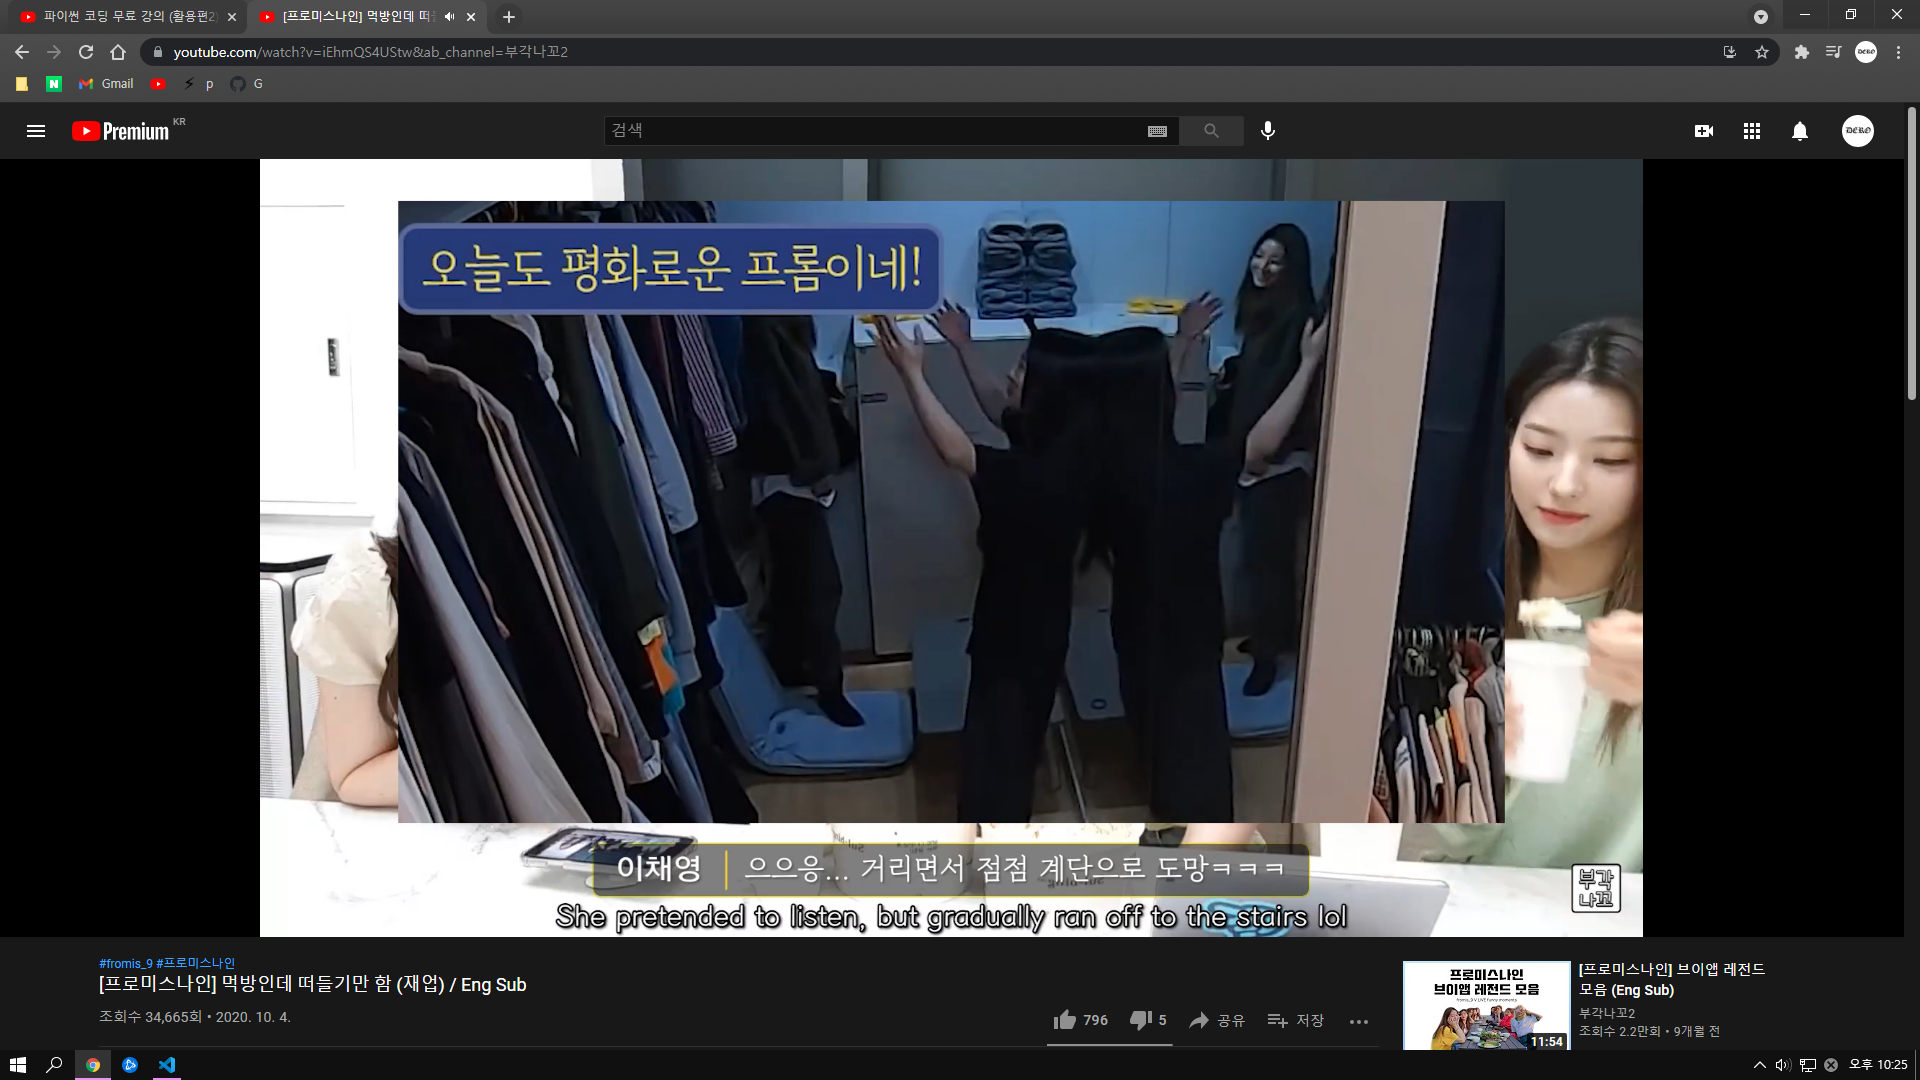 파이썬 코딩 무료 강의 (활용편2)
[프로미스나인] 먹방인데 떠들
youtube.com/watch?v=iEhmQS4UStw&ab_channel=부각나꼬2
N
Gmail
p
G
Premium
KR
검색
DERO
오늘도 평화로운 프롬이네!
이채영
으으응... 거리면서 점점 계단으로 도망ㅋㅋㅋ
부각
나꼬
She pretended to listen, but gradually ran off to the stairs lol
#fromis_9 #프로미스나인
[프로미스나인] 먹방인데 떠들기만 함 (재업) / Eng Sub
조회수 34,665회 • 2020. 10. 4.
796
5
공유
저장
프로미스나인
브이앱 레전드 모음
fromis_9 V LIVE funny moments
11:54
[프로미스나인] 브이앱 레전드
모음 (Eng Sub)
부각나꼬2
조회수 2.2만회 • 9개월 전
오후 10:25